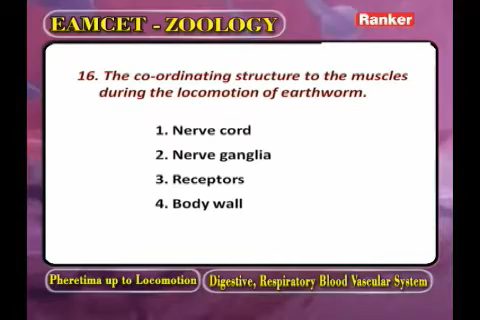 EAMCET - ZOOLOGY
Ranker
16. The co-ordinating structure to the muscles
during the locomotion of earthworm.
1. Nerve cord
2. Nerve ganglia
3. Receptors
4. Body wall
Pheretima up to Locomotion
Digestive, Respiratory Blood Vascular System